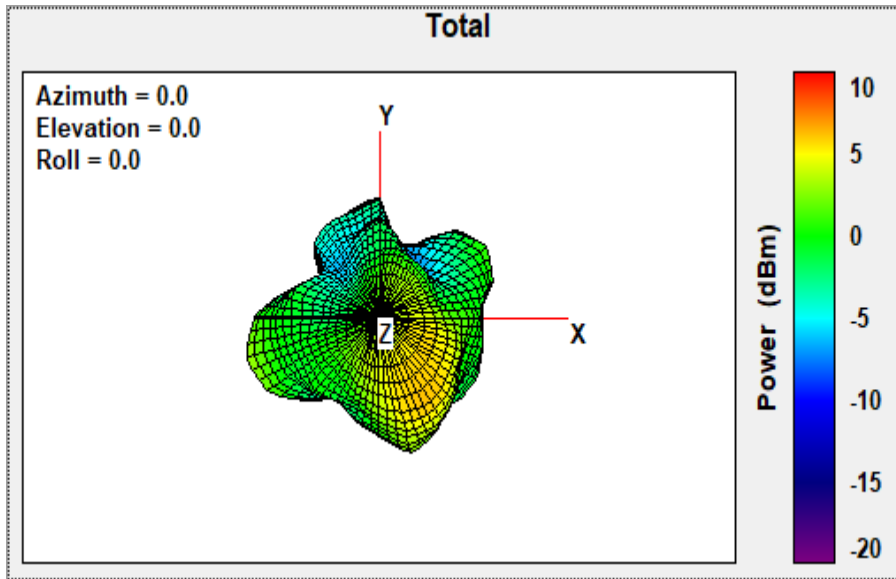 Total
Azimuth = 0.0
Elevation = 0.0
Roll = 0.0
Y
X
Z
10
5
0
-5
-10
-15
-20
Power (dBm)